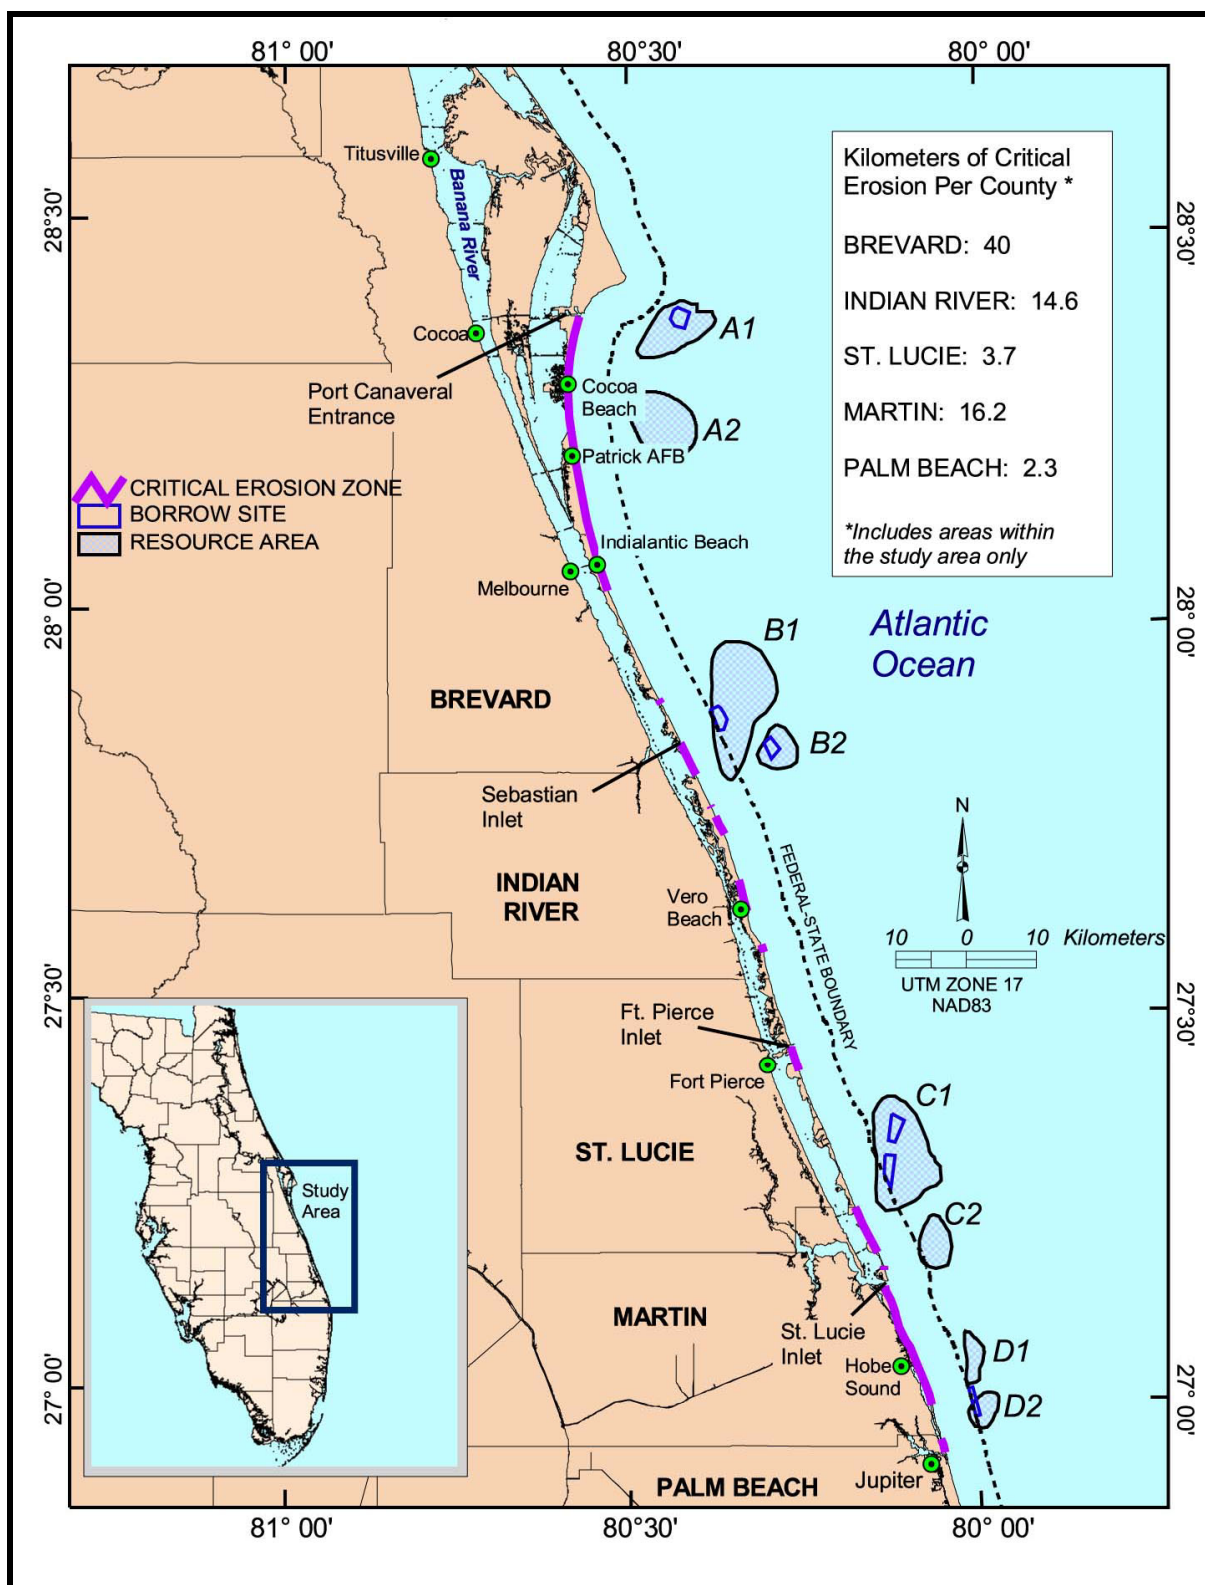 81° 00'
80°30'
80° 00'
28°30'
28°30'
Titusville
Banana River
Kilometers of Critical
Erosion Per County *
BREVARD: 40
INDIAN RIVER: 14.6
ST. LUCIE: 3.7
MARTIN: 16.2
PALM BEACH: 2.3
*Includes areas within
the study area only
A1
Cocoa
Port Canaveral
Entrance
Cocoa
Beach
A2
Patrick AFB
CRITICAL EROSION ZONE
BORROW SITE
RESOURCE AREA
Indialantic Beach
Melbourne
28° 00'
28° 00'
Atlantic
Ocean
B1
BREVARD
B2
Sebastian
Inlet
N
INDIAN
RIVER
Vero
Beach
FEDERAL-STATE BOUNDARY
10 0 10 Kilometers
UTM ZONE 17
NAD83
27°30'
27°30'
Ft. Pierce
Inlet
Fort Pierce
C1
ST. LUCIE
Study
Area
C2
MARTIN
St. Lucie
Inlet
D1
Hobe
Sound
D2
27° 00'
27° 00'
PALM BEACH
Jupiter
81° 00'
80°30'
80° 00'